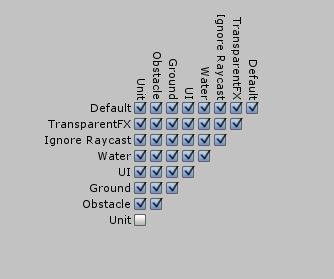 Unit
Obstacle
Ground
UI
Water
Ignore Raycast
TransparentFX
Default
Default
TransparentFX
Ignore Raycast
Water
UI
Ground
Obstacle
Unit